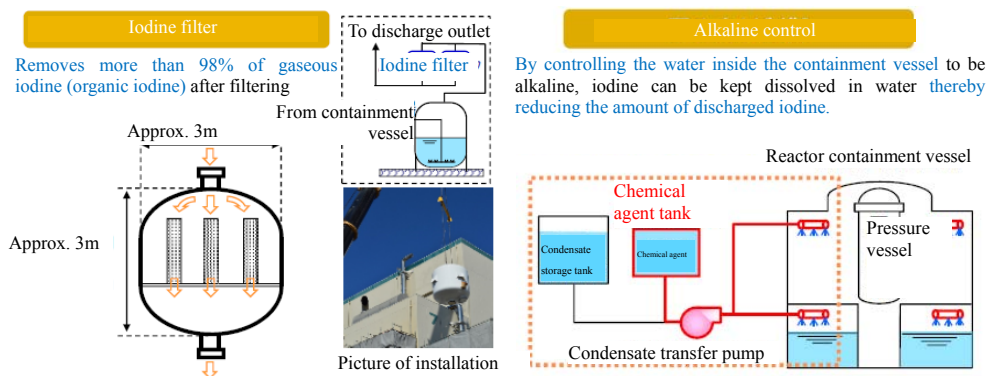 Iodine filter
Removes more than 98% of gaseous
iodine (organic iodine) after filtering
Approx. 3m
Approx. 3m
To discharge outlet
Iodine filter
From containment
vessel
Picture of installation
Alkaline control
By controlling the water inside the containment vessel to be
alkaline, iodine can be kept dissolved in water thereby
reducing the amount of discharged iodine.
Reactor containment vessel
Chemical
agent tank
Condensate
storage tank
Chemical agent
Pressure
vessel
Condensate transfer pump